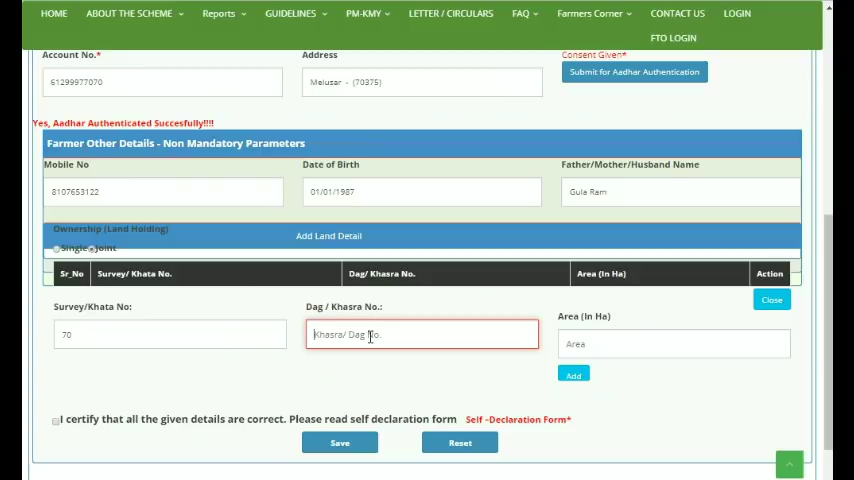 HOME ABOUT THE SCHEME Reports GUIDELINES PM-KMY LETTER / CIRCULARS FAQ Farmers Corner CONTACT US LOGIN
FTO LOGIN
Account No.* Address Consent Given*
61299977070 Melusar - (70375) Submit for Aadhar Authentication
Yes, Aadhar Authenticated Succesfully!!!!
Farmer Other Details - Non Mandatory Parameters
Mobile No Date of Birth Father/Mother/Husband Name
8107653122 01/01/1987 Gula Ram
Ownership (Land Holding)
Add Land Detail
Single Joint
Sr_No Survey/ Khata No. Dag/ Khasra No. Area (In Ha) Action
Close
Survey/Khata No: Dag / Khasra No.: Area (In Ha)
70 Khasra/ Dag No. Area
Add
I certify that all the given details are correct. Please read self declaration form Self -Declaration Form*
Save Reset